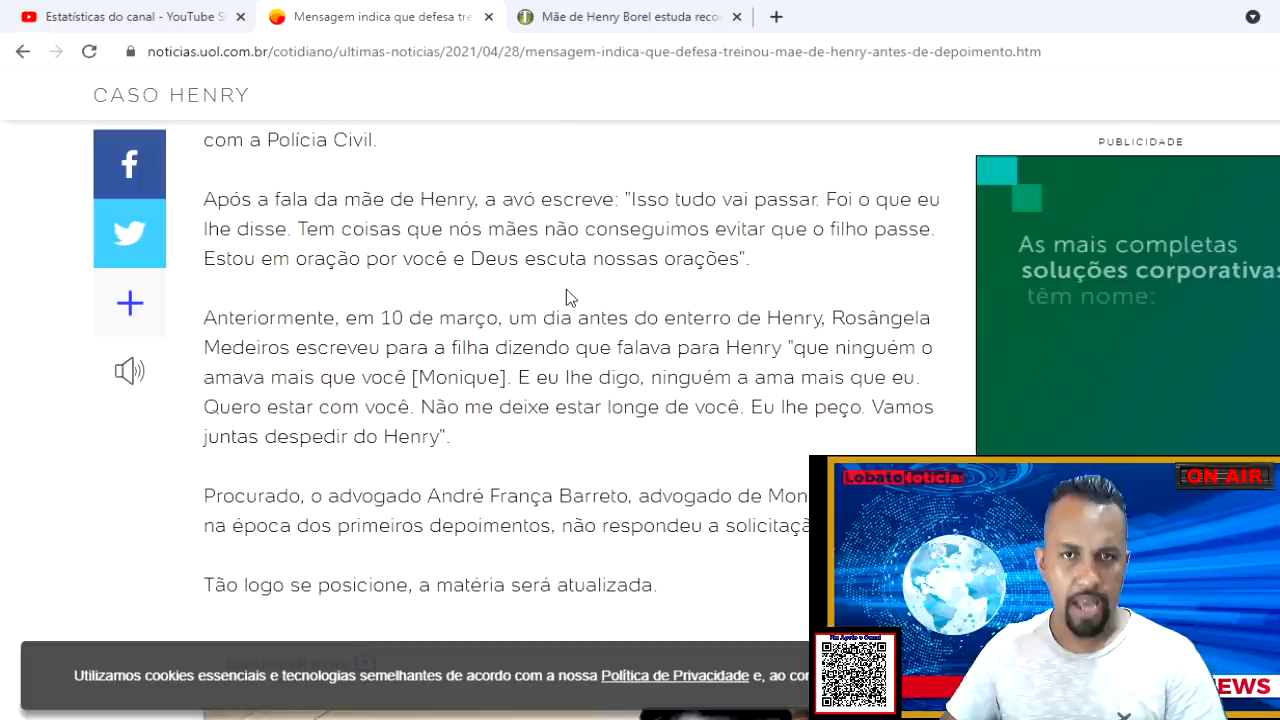 Estatísticas do canal - YouTube S
Mensagem indica que defesa tre
Mãe de Henry Borel estuda reco
noticias.uol.com.br/cotidiano/ultimas-noticias/2021/04/28/mensagem-indica-que-defesa-treinou-mae-de-henry-antes-de-depoimento.htm
CASO HENRY
com a Polícia Civil.
PUBLICIDADE
Após a fala da mãe de Henry, a avó escreve: "Isso tudo vai passar. Foi o que eu
lhe disse. Tem coisas que nós mães não conseguimos evitar que o filho passe.
Estou em oração por você e Deus escuta nossas orações".
As mais completas
soluções corporativas
têm nome:
Anteriormente, em 10 de março, um dia antes do enterro de Henry, Rosângela
Medeiros escreveu para a filha dizendo que falava para Henry "que ninguém o
amava mais que você [Monique]. E eu lhe digo, ninguém a ama mais que eu.
Quero estar com você. Não me deixe estar longe de você. Eu lhe peço. Vamos
juntas despedir do Henry".
Procurado, o advogado André França Barreto, advogado de Mon
na época dos primeiros depoimentos, não respondeu a solicitaçã
Tão logo se posicione, a matéria será atualizada.
Lobato Notícias
ON AIR
Utilizamos cookies essenciais e tecnologias semelhantes de acordo com a nossa Política de Privacidade e, ao cor
EWS